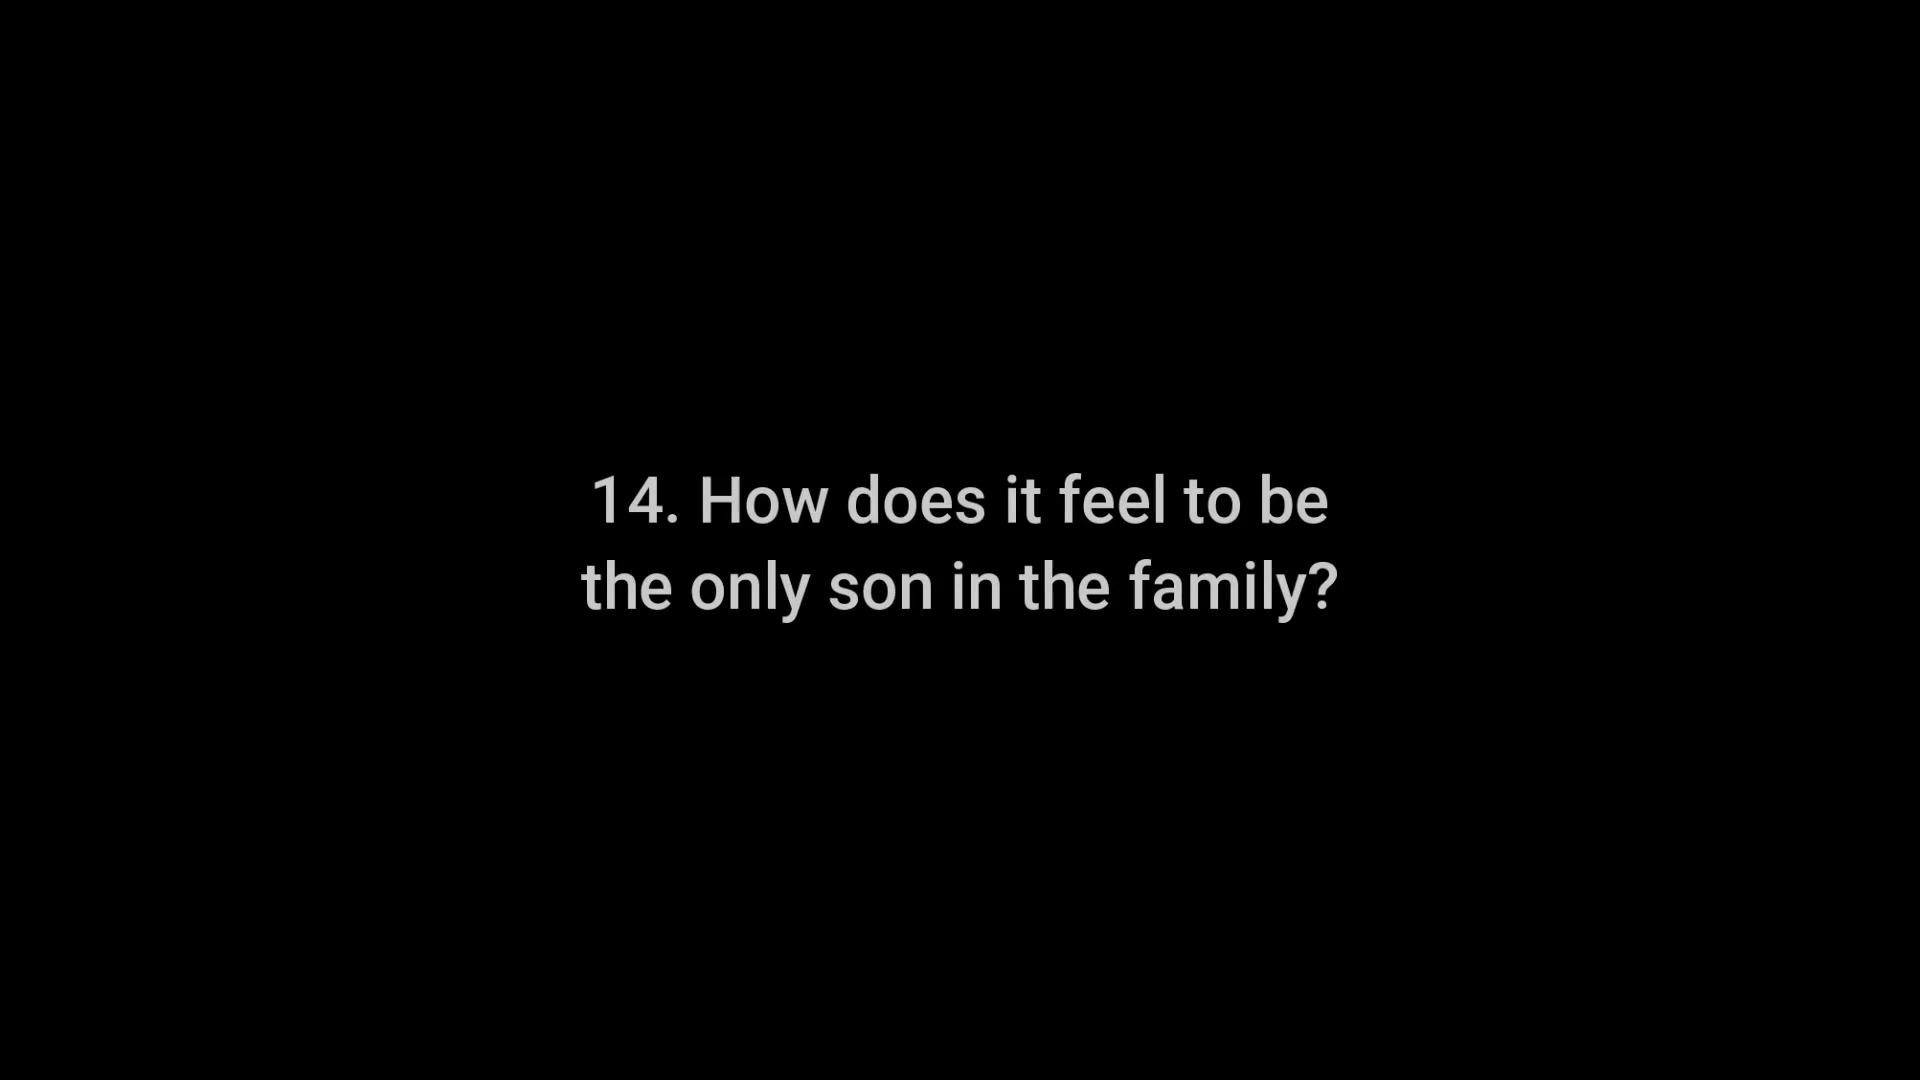 14. How does it feel to be
the only son in the family?